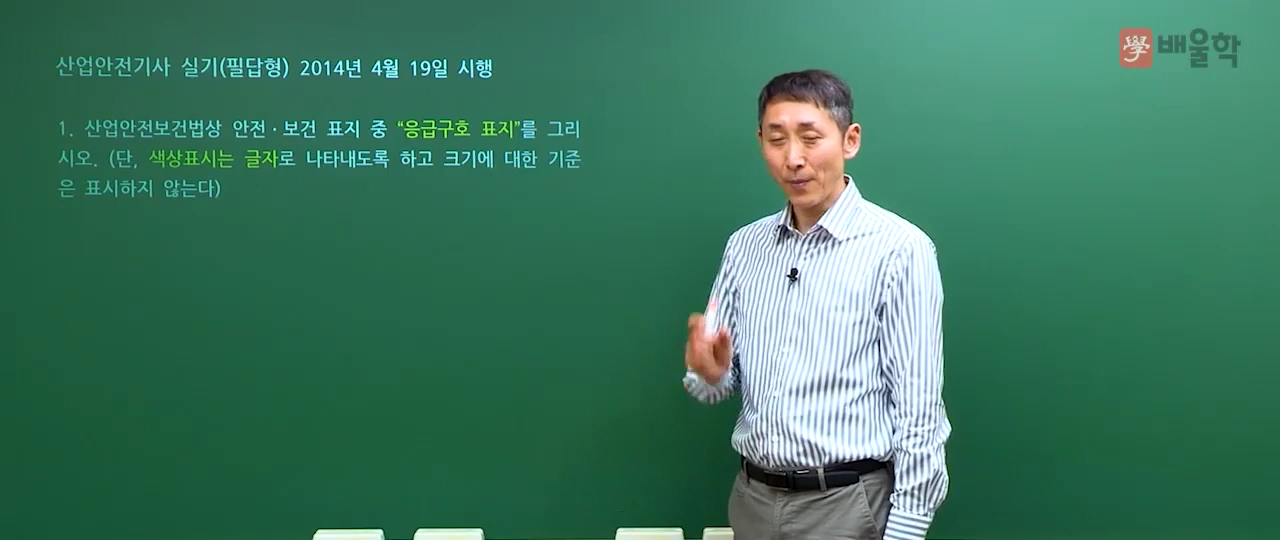 學 배울학
산업안전기사 실기(필답형) 2014년 4월 19일 시행
1. 산업안전보건법상 안전·보건 표지 중 “응급구호 표지”를 그리
시오. (단, 색상표시는 글자로 나타내도록 하고 크기에 대한 기준
은 표시하지 않는다)